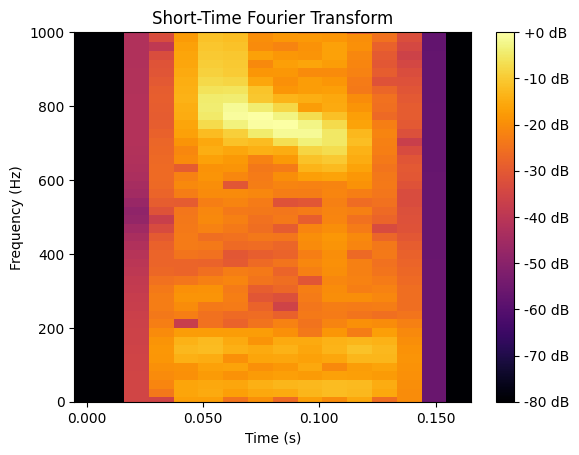 Short-Time Fourier Transform
1000
800
600
400
200
0
Frequency (Hz)
0.000
0.050
0.100
0.150
Time (s)
+0 dB
-10 dB
-20 dB
-30 dB
-40 dB
-50 dB
-60 dB
-70 dB
-80 dB